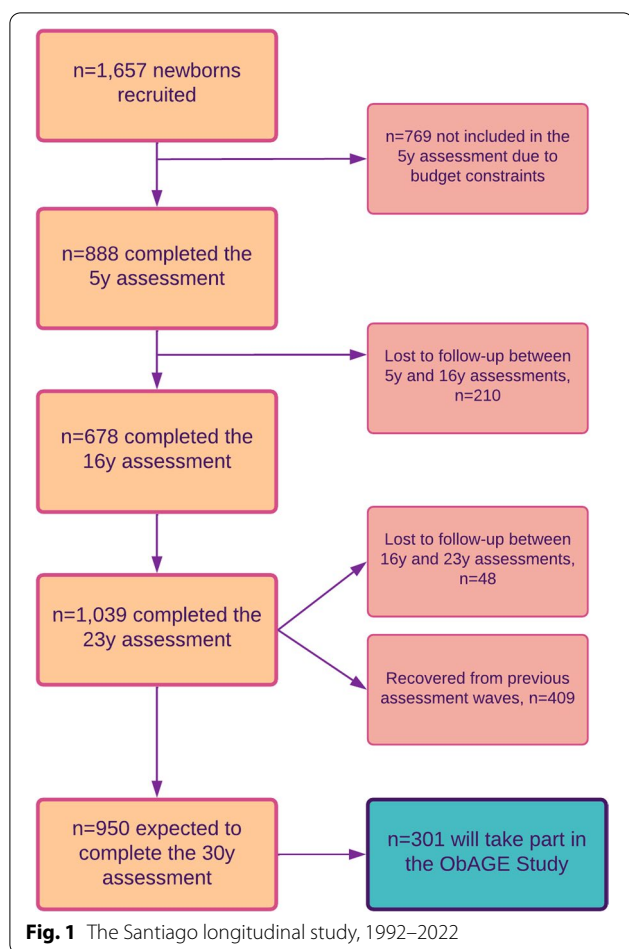 n=1,657 newborns
recruited
n=769 not included in the
5y assessment due to
budget constraints
n=888 completed the
5y assessment
Lost to follow-up between
5y and 16y assessments,
n=210
n=678 completed the
16y assessment
Lost to follow-up between
16y and 23y assessments,
n=48
n=1,039 completed the
23y assessment
Recovered from previous
assessment waves, n=409
n=950 expected to
complete the 30y
assessment
n=301 will take part in
the ObAGE Study
Fig. 1 The Santiago longitudinal study, 1992–2022